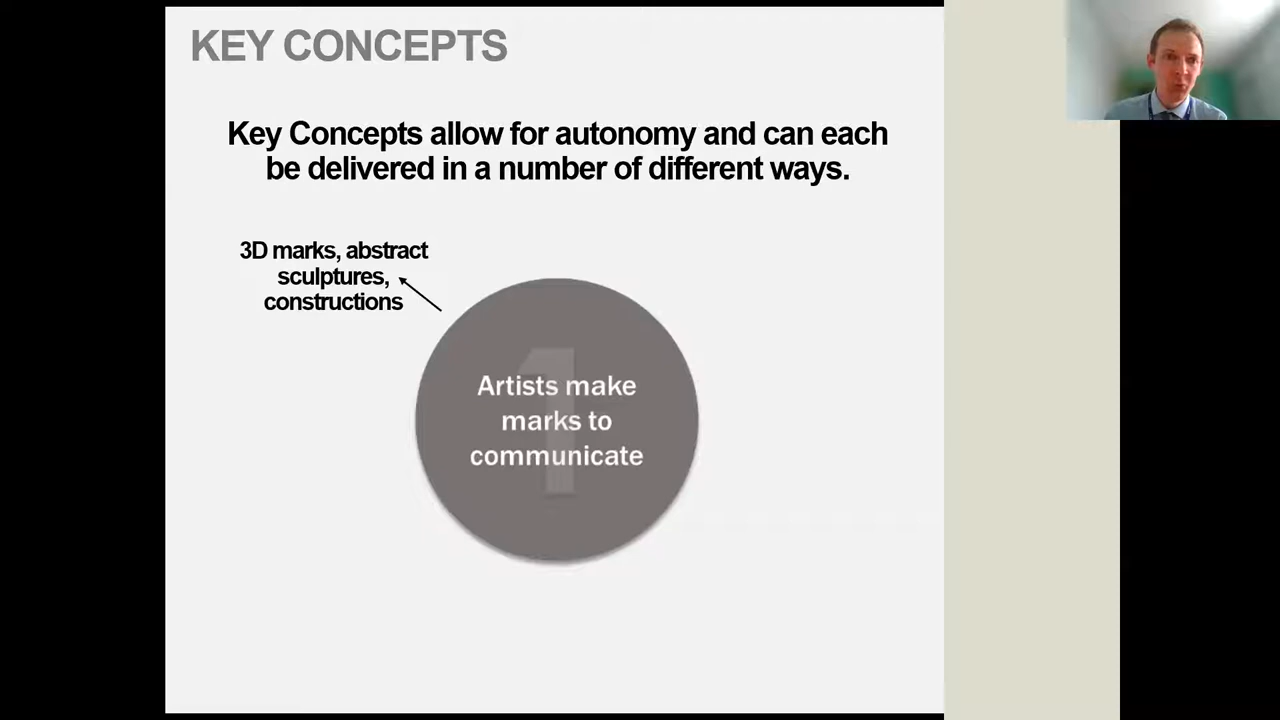 KEY CONCEPTS
Key Concepts allow for autonomy and can each
be delivered in a number of different ways.
3D marks, abstract
sculptures,
constructions
1
Artists make
marks to
communicate